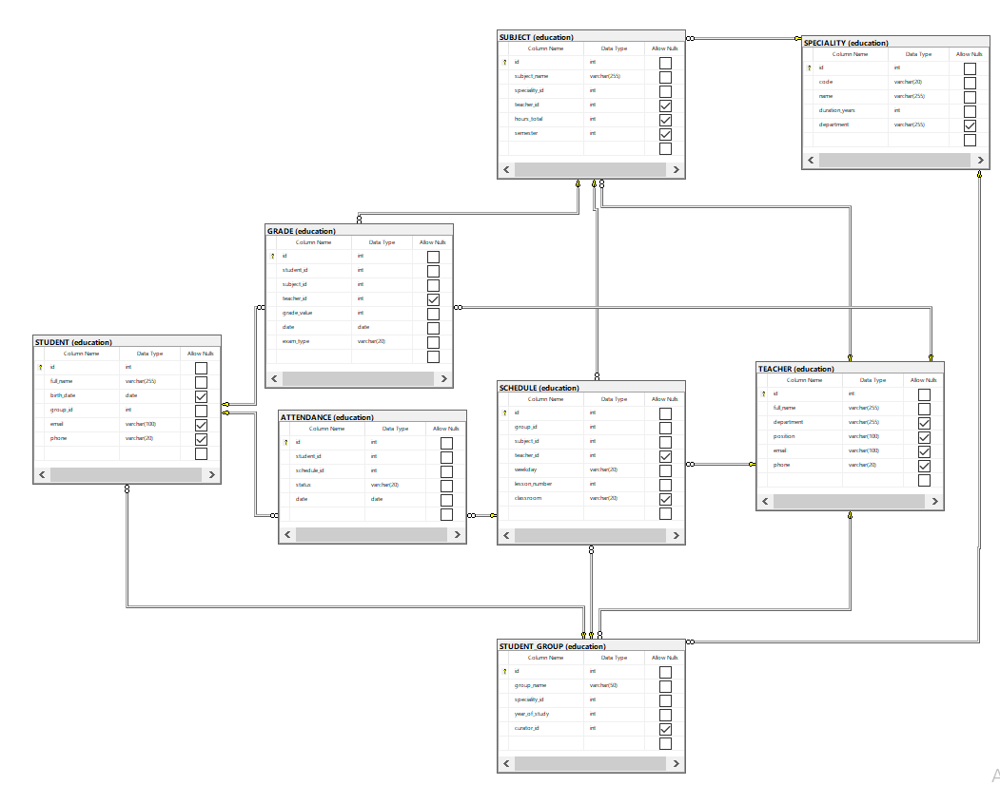 SUBJECT (education)
Column Name Data Type Allow Nulls
id int
subject_name varchar(255)
speciality_id int
teacher_id int
hours_total int
semester int
SPECIALITY (education)
Column Name Data Type Allow Nulls
id int
code varchar(20)
name varchar(255)
duration_years int
department varchar(255)
GRADE (education)
Column Name Data Type Allow Nulls
id int
student_id int
subject_id int
teacher_id int
grade_value int
date date
exam_type varchar(20)
STUDENT (education)
Column Name Data Type Allow Nulls
id int
full_name varchar(255)
birth_date date
group_id int
email varchar(100)
phone varchar(20)
ATTENDANCE (education)
Column Name Data Type Allow Nulls
id int
student_id int
schedule_id int
status varchar(20)
date date
SCHEDULE (education)
Column Name Data Type Allow Nulls
id int
group_id int
subject_id int
teacher_id int
weekday varchar(20)
lesson_number int
classroom varchar(20)
TEACHER (education)
Column Name Data Type Allow Nulls
id int
full_name varchar(255)
department varchar(255)
position varchar(100)
email varchar(100)
phone varchar(20)
STUDENT_GROUP (education)
Column Name Data Type Allow Nulls
id int
group_name varchar(50)
speciality_id int
year_of_study int
curator_id int